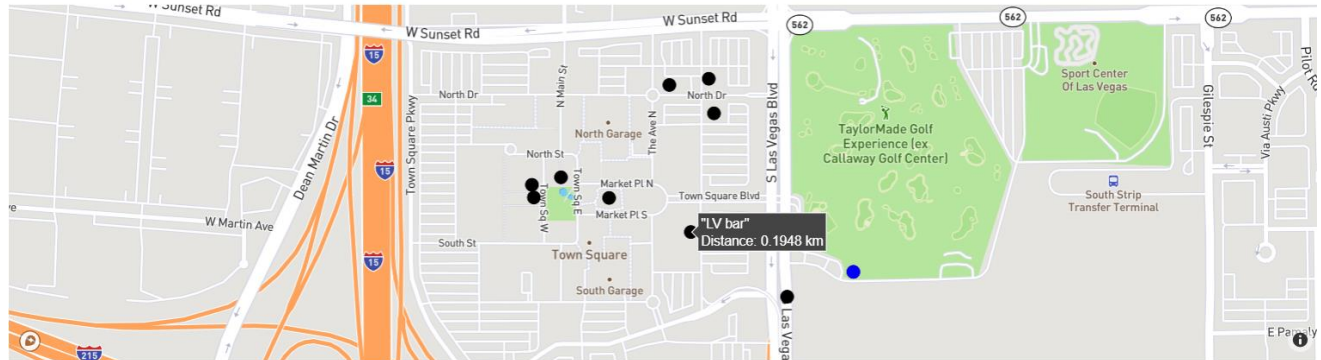 W Sunset Rd
562
562
562
W Sunset Rd
15
34
15
15
215
Dean Martin Dr
Town Square Pkwy
North Dr
N Main St
North Dr
North Garage
The Ave N
North St
Market Pl N
Town Sq W
Town Sq E
Market Pl S
Town Square Blvd
W Martin Ave
South St
Town Square
South Garage
"LV bar"
Distance: 0.1948 km
S Las Vegas Blvd
TaylorMade Golf
Experience (ex
Callaway Golf Center)
Sport Center
Of Las Vegas
South Strip
Transfer Terminal
Gilespie St
Via Austi Pkwy
Pilot Rd
E Pamaly
Las Vega